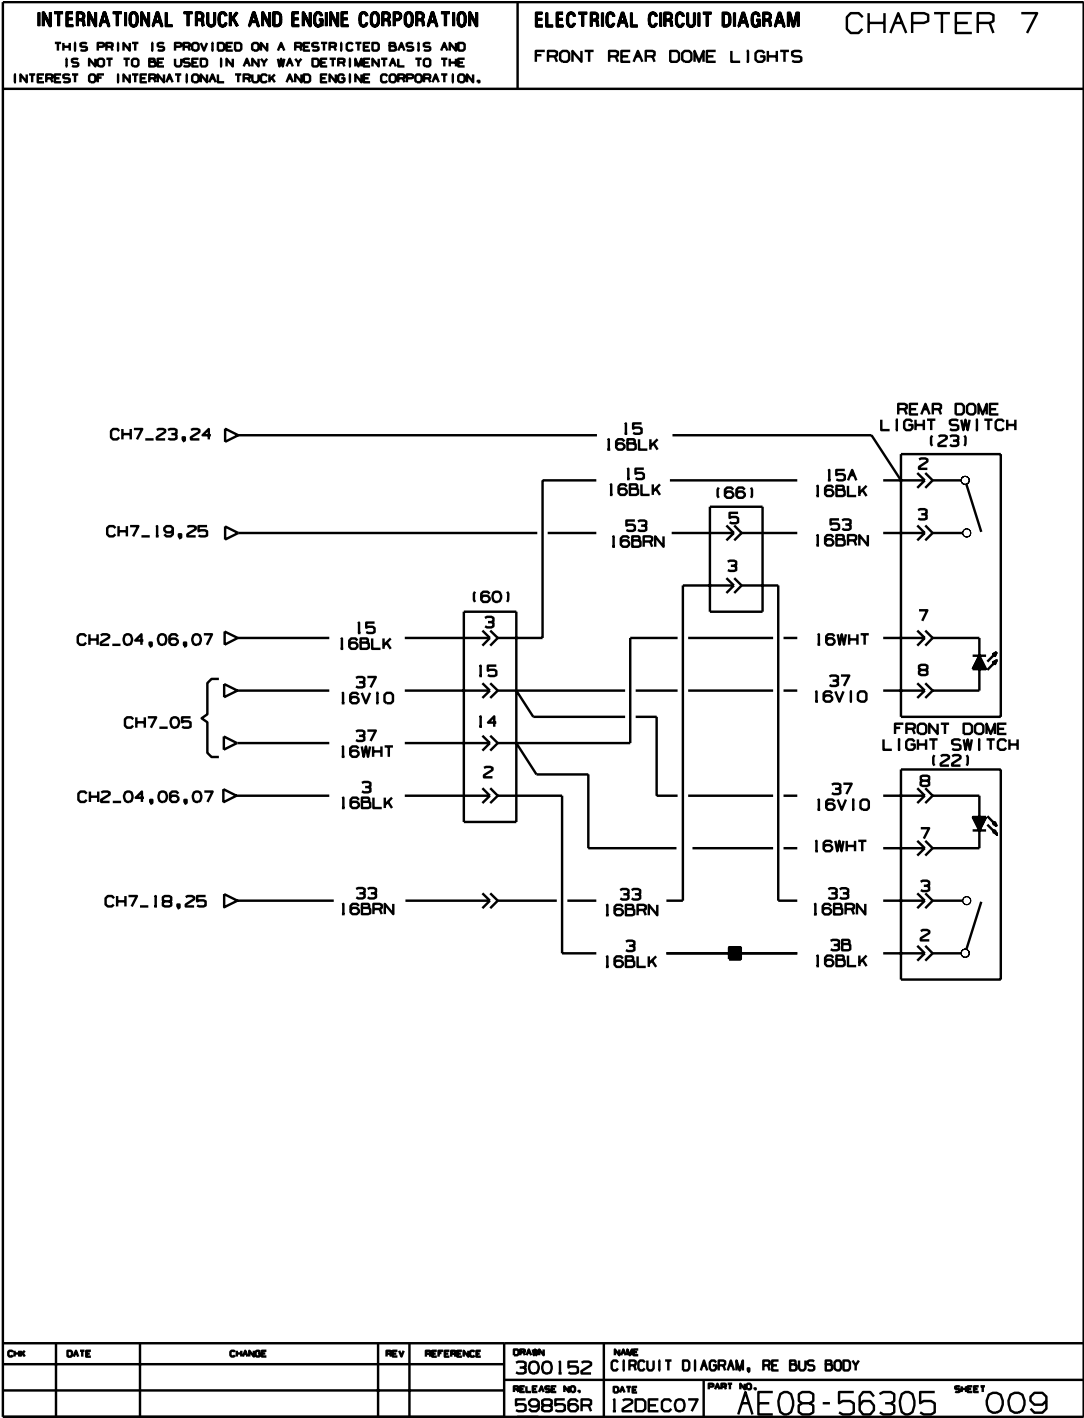 INTERNATIONAL TRUCK AND ENGINE CORPORATION
THIS PRINT IS PROVIDED ON A RESTRICTED BASIS AND
IS NOT TO BE USED IN ANY WAY DETRIMENTAL TO THE
INTEREST OF INTERNATIONAL TRUCK AND ENGINE CORPORATION.
ELECTRICAL CIRCUIT DIAGRAM
CHAPTER 7
FRONT REAR DOME LIGHTS
REAR DOME
LIGHT SWITCH
(23)
CH7_23,24
15
16BLK
2
15
16BLK
15A
16BLK
(66)
CH7_19,25
53
16BRN
5
53
16BRN
3
3
(60)
CH2_04,06,07
15
16BLK
3
16WHT
7
37
16VIO
15
37
16VIO
8
CH7_05
37
16WHT
14
FRONT DOME
LIGHT SWITCH
(22)
CH2_04,06,07
3
16BLK
2
37
16VIO
8
16WHT
7
CH7_18,25
33
16BRN
33
16BRN
33
16BRN
3
3
16BLK
3B
16BLK
2
CHK
DATE
CHANGE
REV
REFERENCE
DRAWN
300152
NAME
CIRCUIT DIAGRAM, RE BUS BODY
RELEASE NO.
59856R
DATE
12DEC07
PART NO.
AE08-56305
SHEET
009